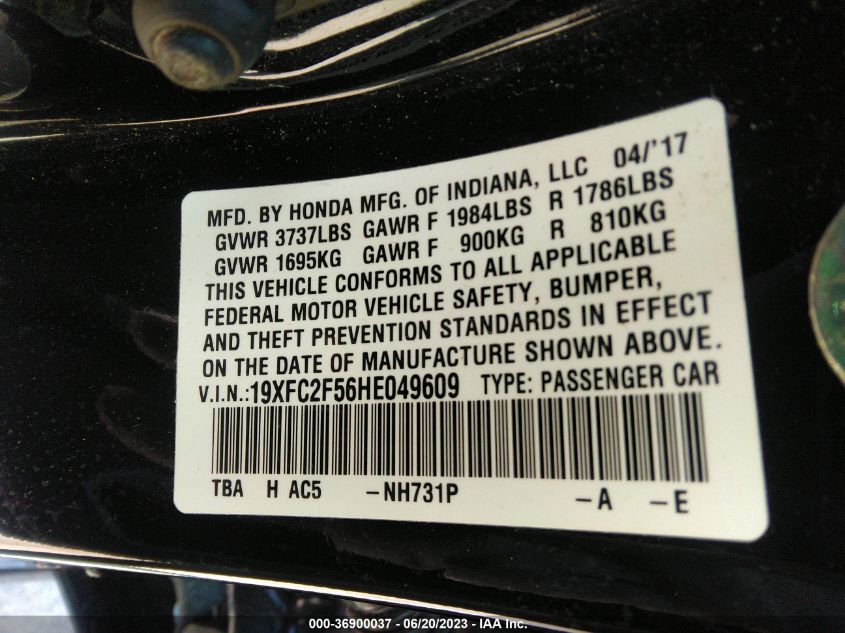 MFD. BY HONDA MFG. OF INDIANA, LLC 04/'17
GVWR 3737LBS GAWR F 1984LBS R 1786LBS
GVWR 1695KG GAWR F 900KG R 810KG
THIS VEHICLE CONFORMS TO ALL APPLICABLE
FEDERAL MOTOR VEHICLE SAFETY, BUMPER,
AND THEFT PREVENTION STANDARDS IN EFFECT
ON THE DATE OF MANUFACTURE SHOWN ABOVE.
V.I.N.:19XFC2F56HE049609 TYPE: PASSENGER CAR
TBA H AC5 –NH731P –A –E
000-36900037 - 06/20/2023 - IAA Inc.